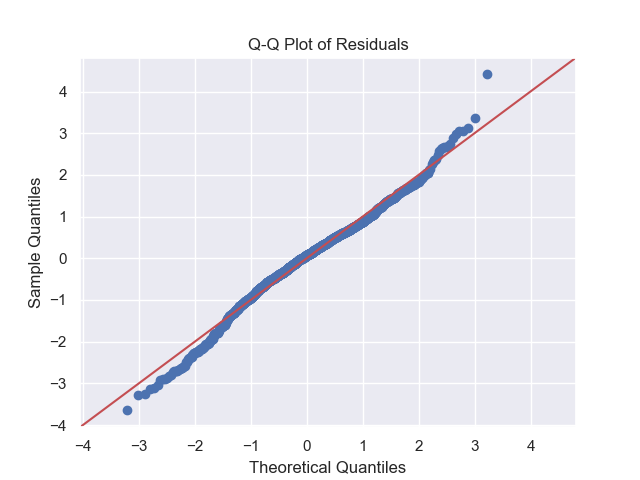 Q-Q Plot of Residuals
4
3
2
1
0
−1
−2
−3
−4
Sample Quantiles
−4 −3 −2 −1 0 1 2 3 4
Theoretical Quantiles